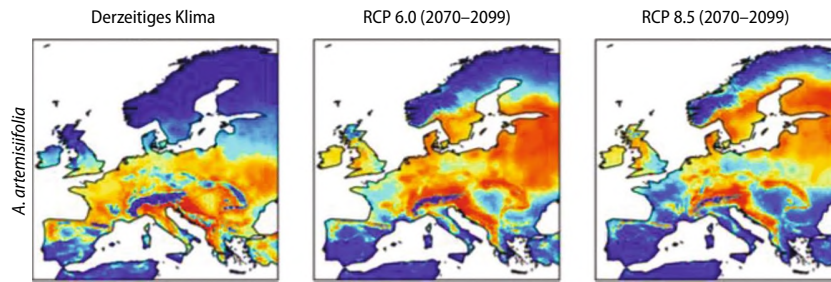 Derzeitiges Klima
RCP 6.0 (2070–2099)
RCP 8.5 (2070–2099)
A. artemisiifolia